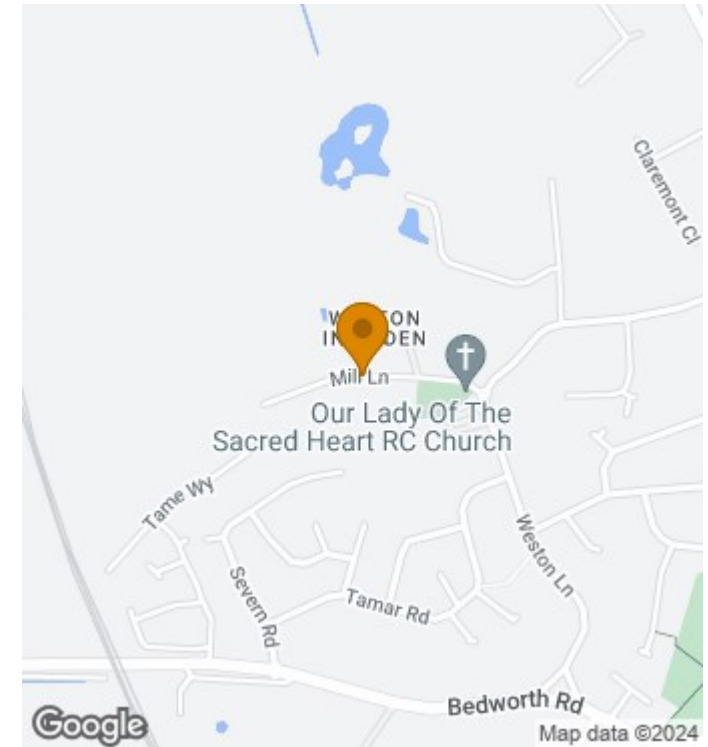 Claremont Cl
IN
Mill Ln
Our Lady Of The
Sacred Heart RC Church
Tame Wy
Weston Ln
Severn Rd
Tamar Rd
Bedworth Rd
Google
Map data ©2024